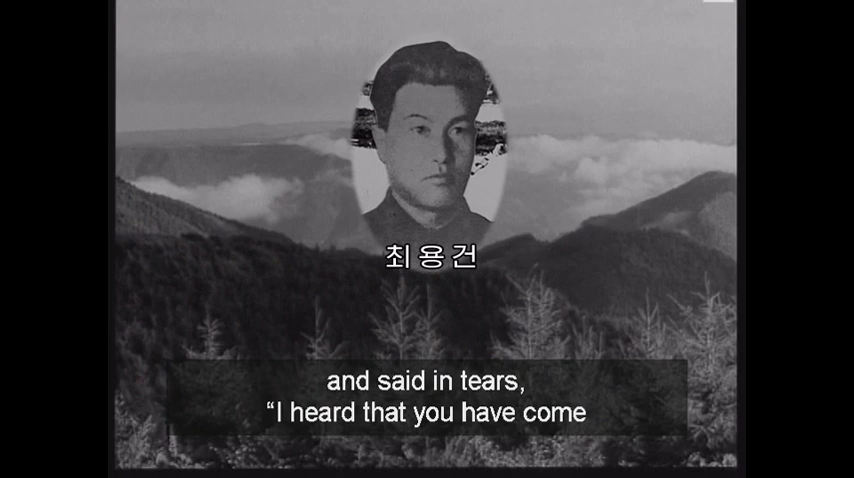 최용건
and said in tears,
“I heard that you have come